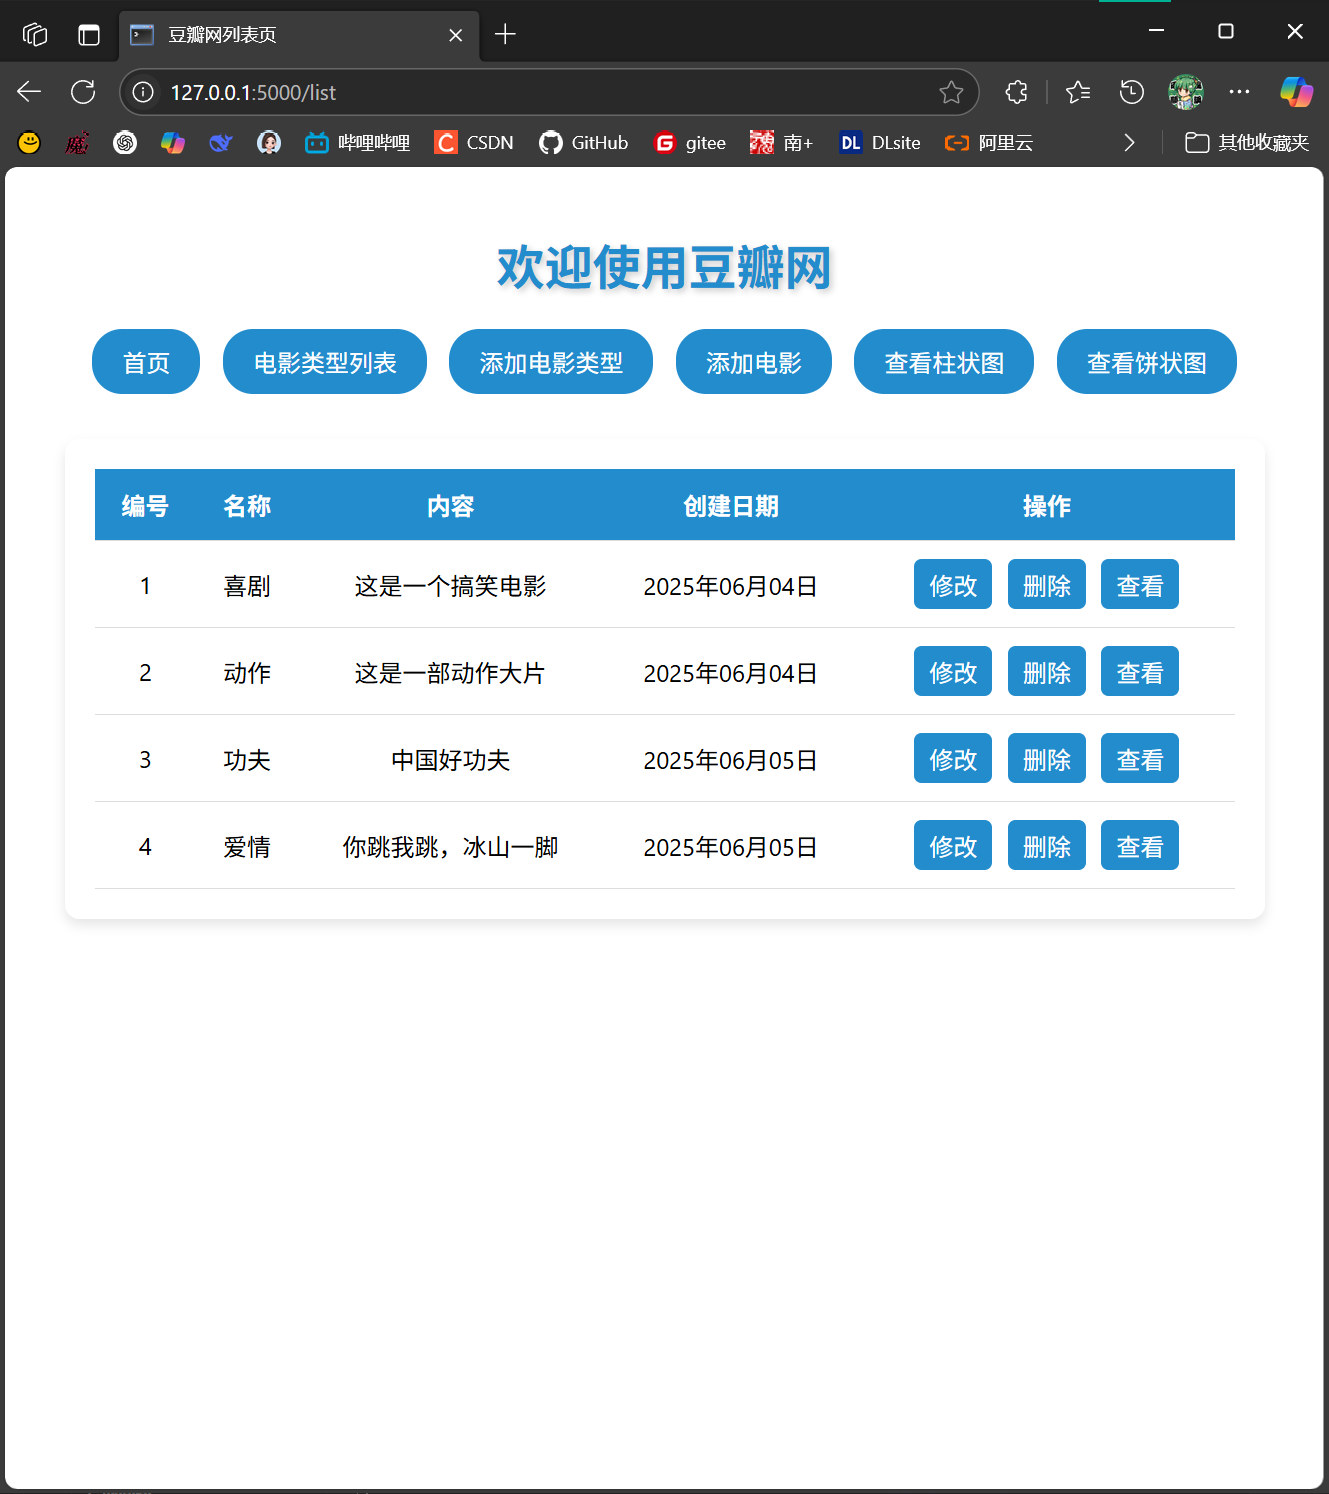 豆瓣网列表页
127.0.0.1:5000/list
魔 哔哩哔哩 C CSDN GitHub G gitee 南+ DL DLsite 阿里云 其他收藏夹
欢迎使用豆瓣网
首页 电影类型列表 添加电影类型 添加电影 查看柱状图 查看饼状图
编号 名称 内容 创建日期 操作
1 喜剧 这是一个搞笑电影 2025年06月04日 修改 删除 查看
2 动作 这是一部动作大片 2025年06月04日 修改 删除 查看
3 功夫 中国好功夫 2025年06月05日 修改 删除 查看
4 爱情 你跳我跳，冰山一脚 2025年06月05日 修改 删除 查看